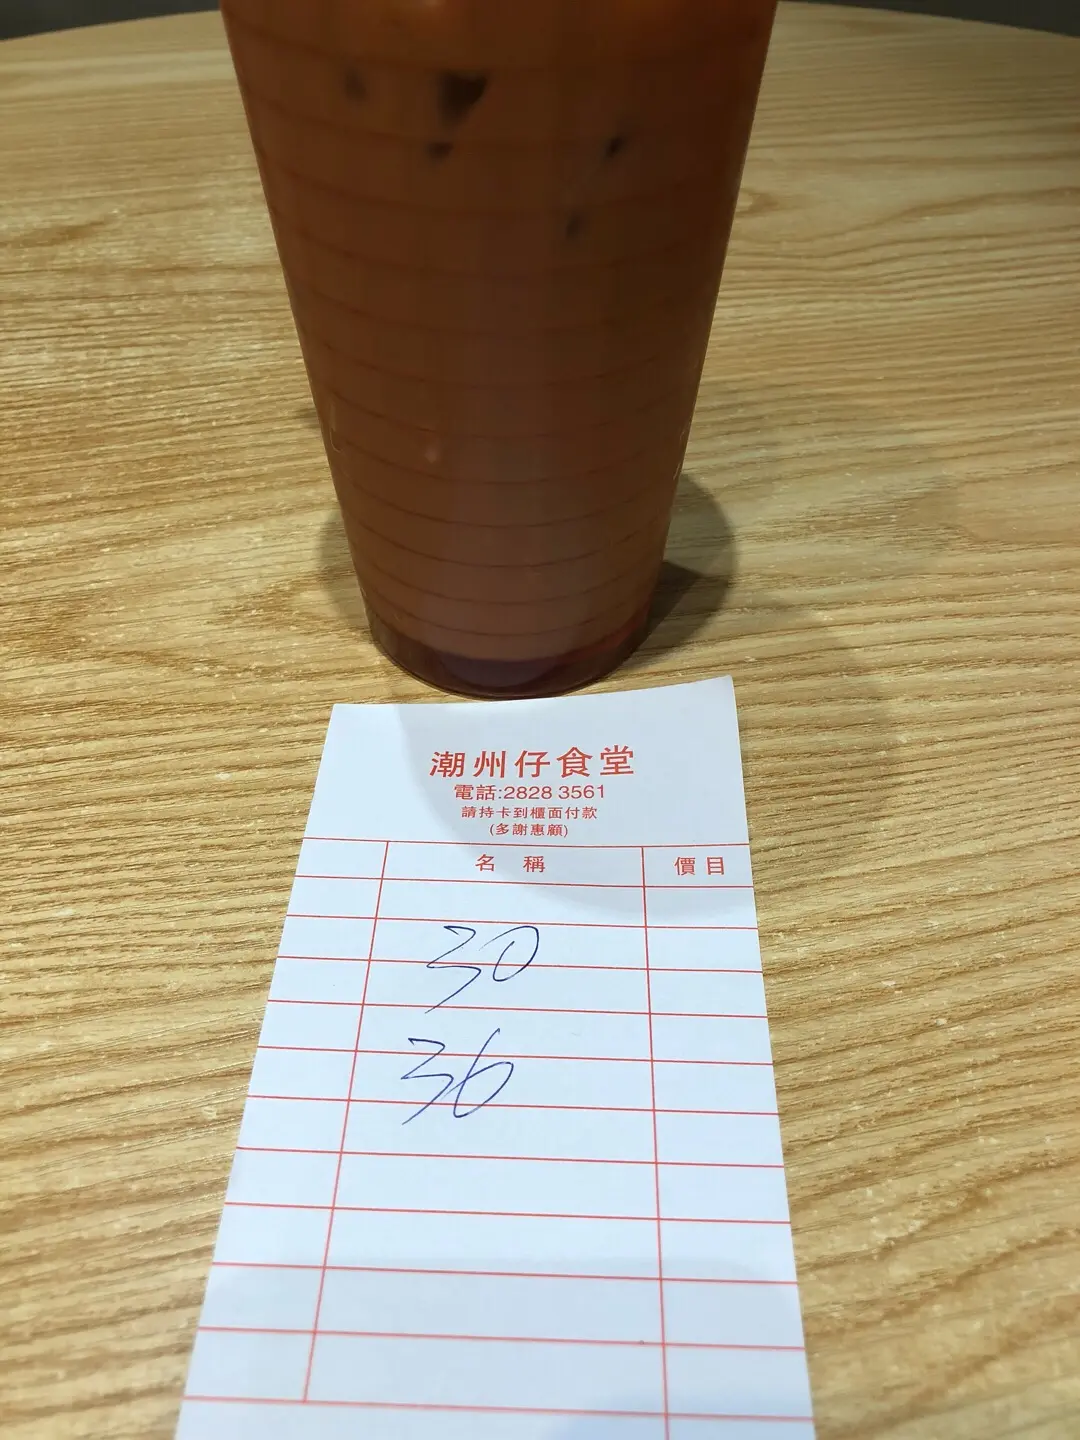 潮州仔食堂
電話:2828 3561
請持卡到櫃面付款
(多謝惠顧)
名 稱 價目
30
36